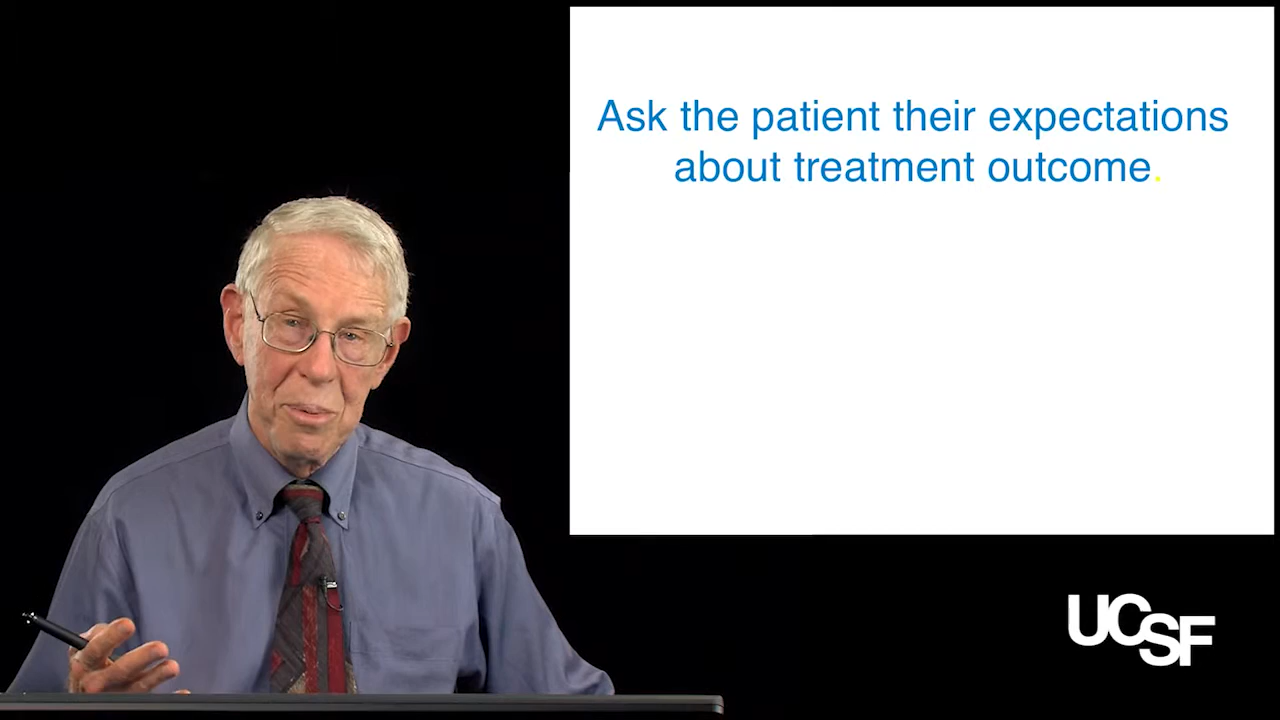 Ask the patient their expectations
about treatment outcome.
UCSF